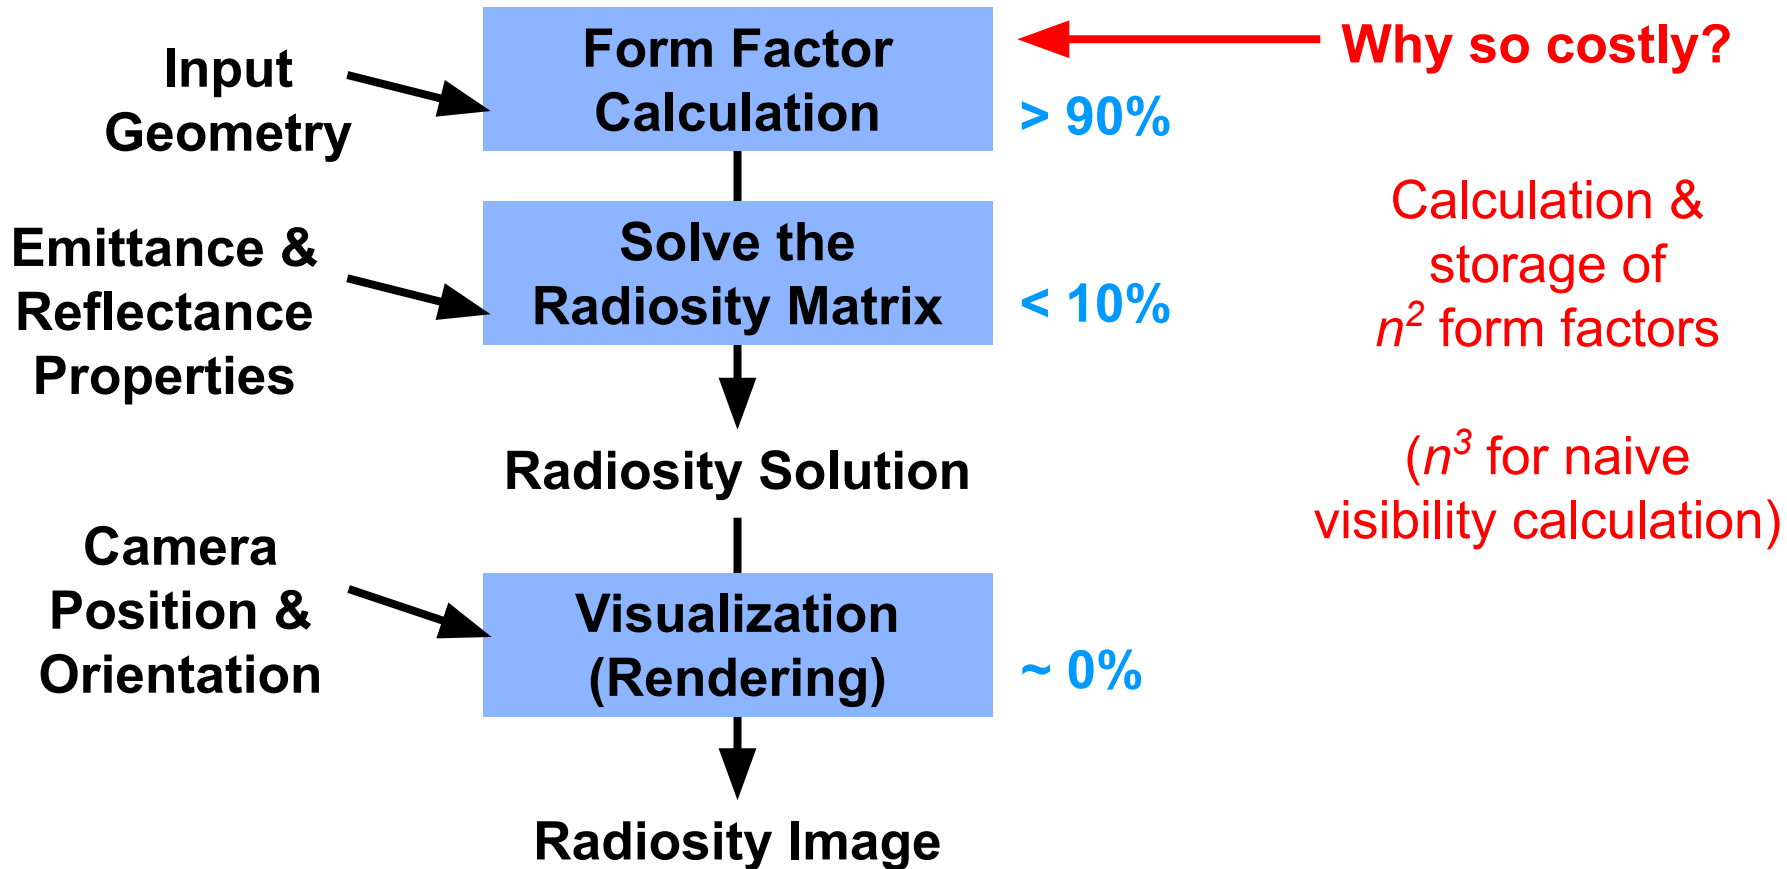 Input
Geometry
Form Factor
Calculation
> 90%
Why so costly?
Emittance &
Reflectance
Properties
Solve the
Radiosity Matrix
< 10%
Calculation &
storage of
n² form factors
(n³ for naive
visibility calculation)
Radiosity Solution
Camera
Position &
Orientation
Visualization
(Rendering)
~ 0%
Radiosity Image